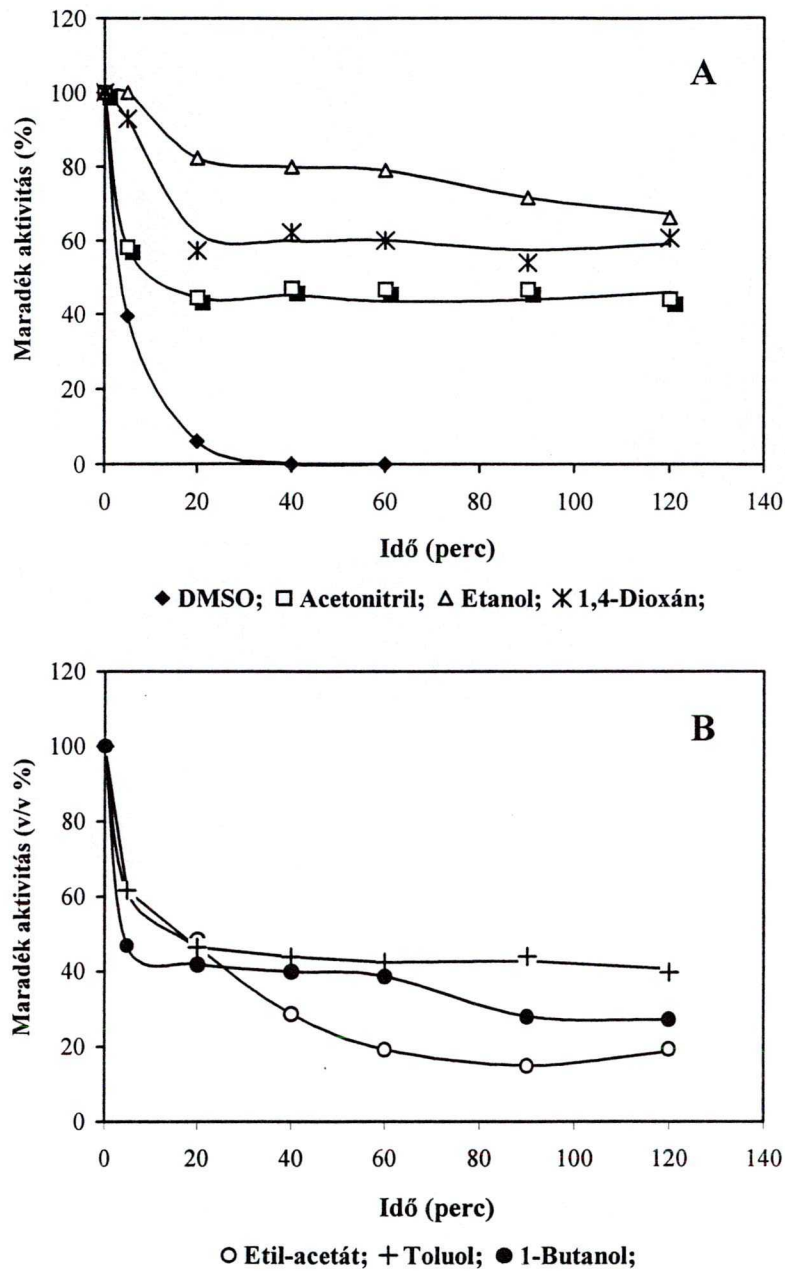 120
100
80
60
40
20
0
Maradék aktivitás (%)
A
0 20 40 60 80 100 120 140
Idő (perc)
DMSO; Acetonitril; Etanol; 1,4-Dioxán;
120
100
80
60
40
20
0
Maradék aktivitás (v/v %)
B
0 20 40 60 80 100 120 140
Idő (perc)
Etil-acetát; Toluol; 1-Butanol;